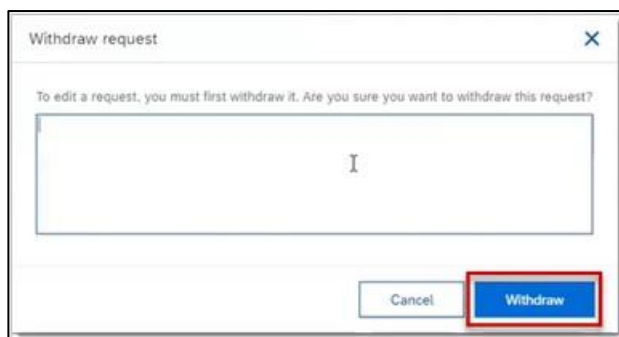 Withdraw request
To edit a request, you must first withdraw it. Are you sure you want to withdraw this request?
Cancel
Withdraw